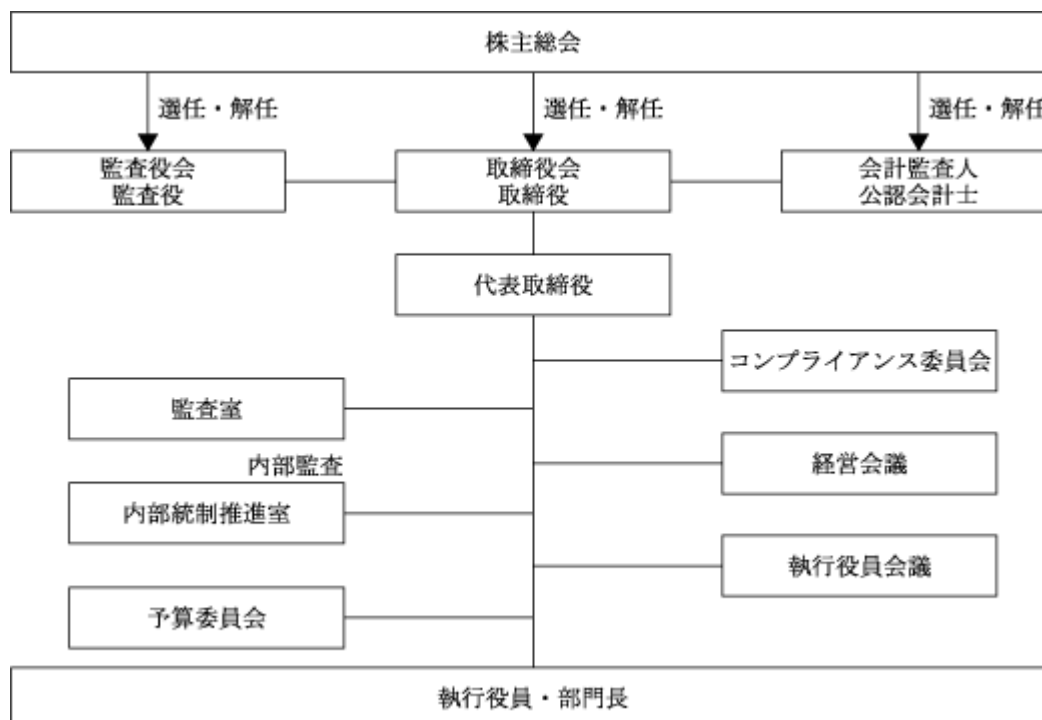 株主総会
選任・解任
選任・解任
選任・解任
監査役会
監査役
取締役会
取締役
会計監査人
公認会計士
代表取締役
コンプライアンス委員会
監査室
経営会議
内部監査
内部統制推進室
執行役員会議
予算委員会
執行役員・部門長